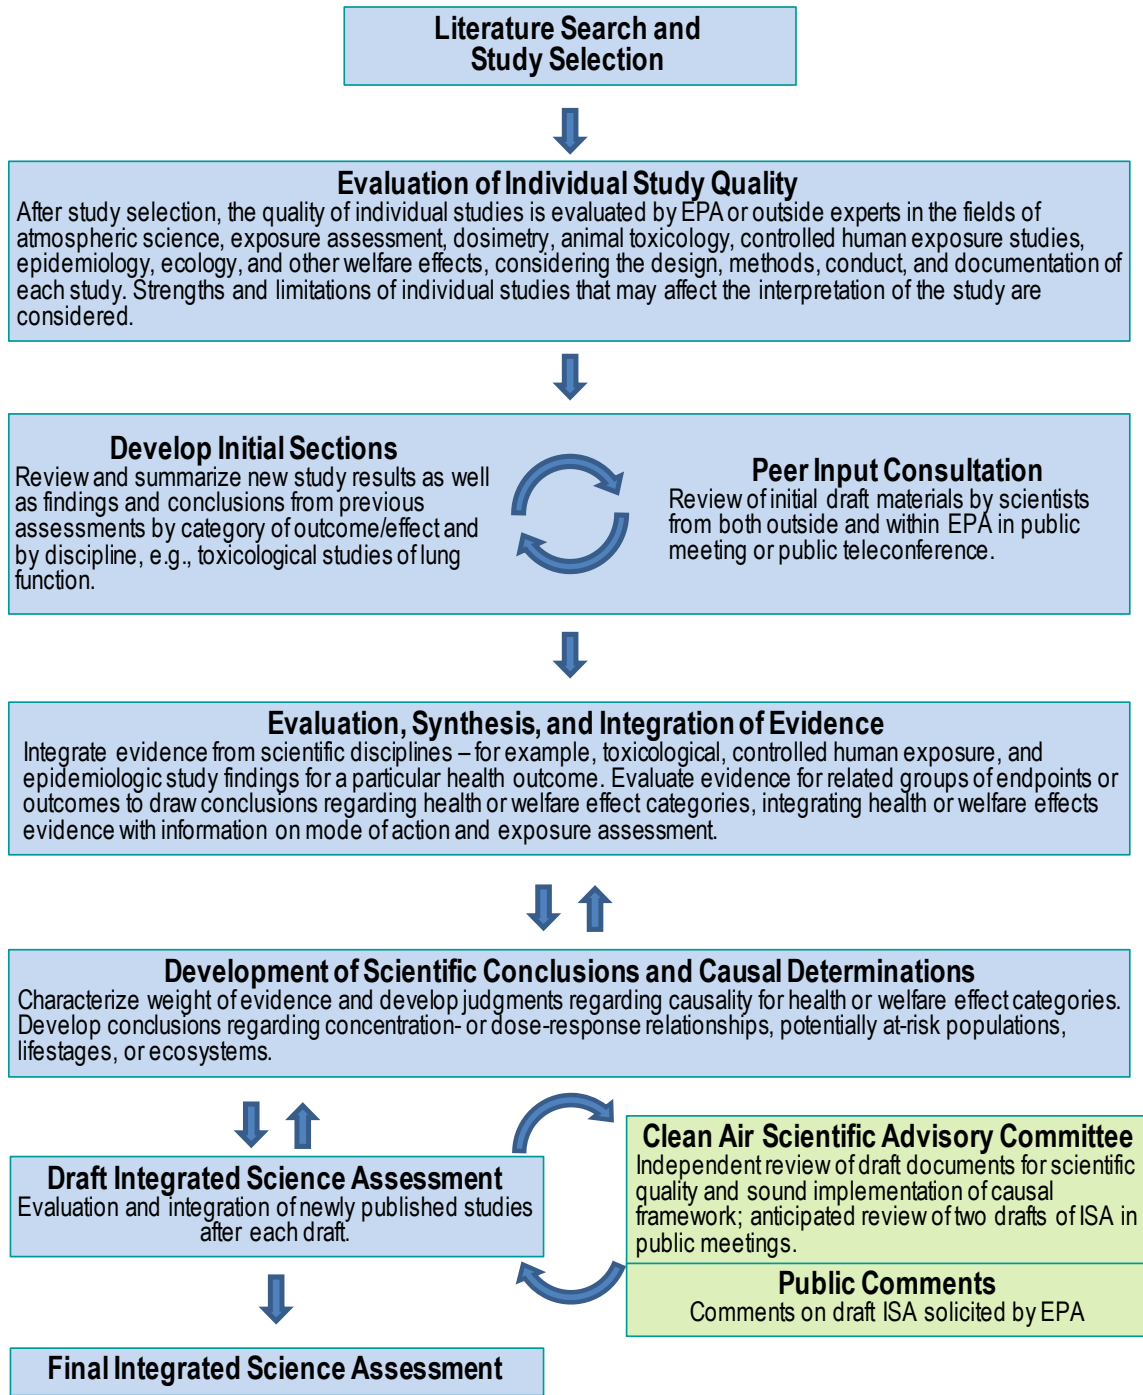 Literature Search and
Study Selection
Evaluation of Individual Study Quality
After study selection, the quality of individual studies is evaluated by EPA or outside experts in the fields of
atmospheric science, exposure assessment, dosimetry, animal toxicology, controlled human exposure studies,
epidemiology, ecology, and other welfare effects, considering the design, methods, conduct, and documentation of
each study. Strengths and limitations of individual studies that may affect the interpretation of the study are
considered.
Develop Initial Sections
Review and summarize new study results as well
as findings and conclusions from previous
assessments by category of outcome/effect and
by discipline, e.g., toxicological studies of lung
function.
Peer Input Consultation
Review of initial draft materials by scientists
from both outside and within EPA in public
meeting or public teleconference.
Evaluation, Synthesis, and Integration of Evidence
Integrate evidence from scientific disciplines – for example, toxicological, controlled human exposure, and
epidemiologic study findings for a particular health outcome. Evaluate evidence for related groups of endpoints or
outcomes to draw conclusions regarding health or welfare effect categories, integrating health or welfare effects
evidence with information on mode of action and exposure assessment.
Development of Scientific Conclusions and Causal Determinations
Characterize weight of evidence and develop judgments regarding causality for health or welfare effect categories.
Develop conclusions regarding concentration- or dose-response relationships, potentially at-risk populations,
lifestages, or ecosystems.
Draft Integrated Science Assessment
Evaluation and integration of newly published studies
after each draft.
Clean Air Scientific Advisory Committee
Independent review of draft documents for scientific
quality and sound implementation of causal
framework; anticipated review of two drafts of ISA in
public meetings.
Public Comments
Comments on draft ISA solicited by EPA
Final Integrated Science Assessment